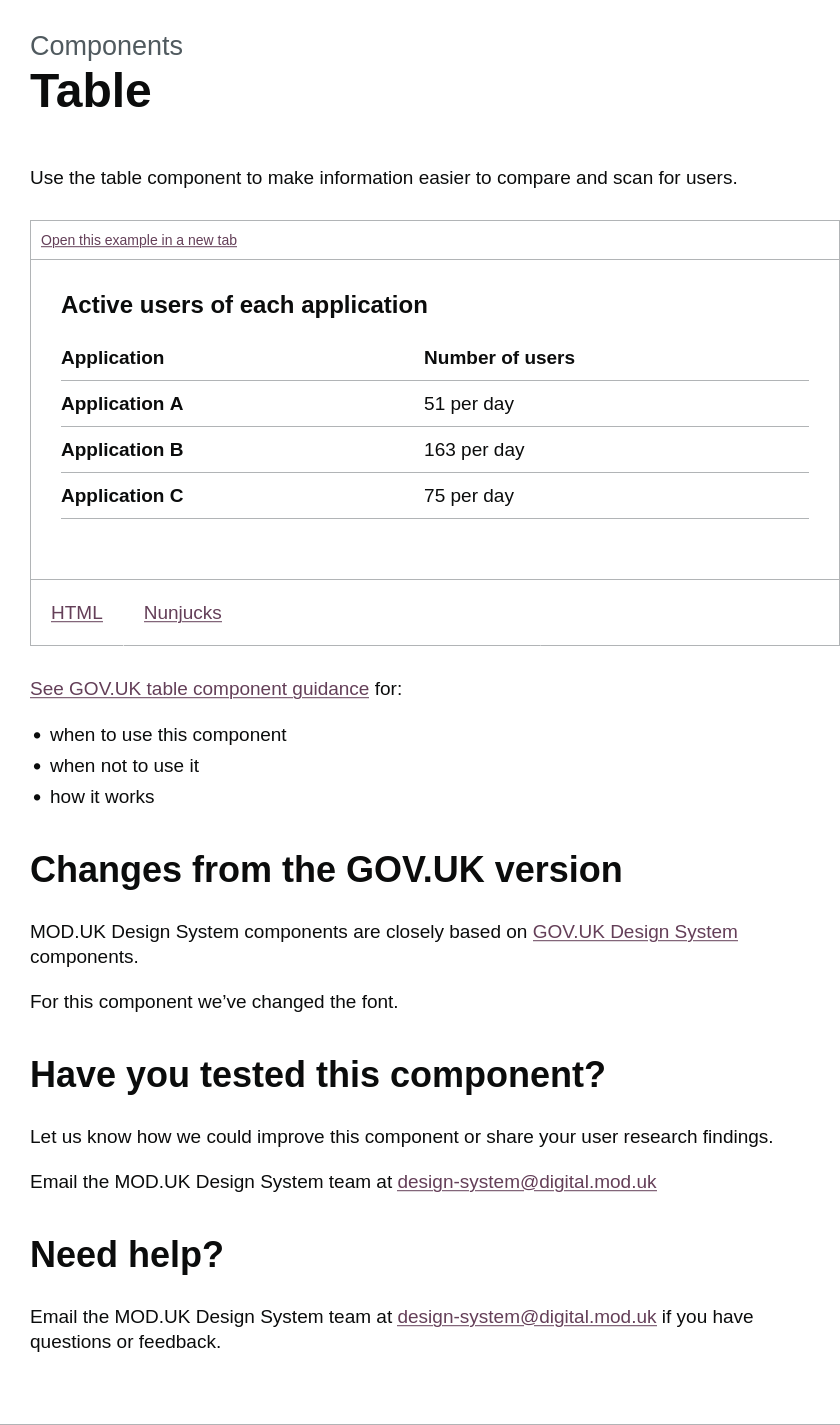 Components
Table
Use the table component to make information easier to compare and scan for users.
Open this example in a new tab
Active users of each application
Application Number of users
Application A 51 per day
Application B 163 per day
Application C 75 per day
HTML Nunjucks
See GOV.UK table component guidance for:
• when to use this component
• when not to use it
• how it works
Changes from the GOV.UK version
MOD.UK Design System components are closely based on GOV.UK Design System
components.
For this component we’ve changed the font.
Have you tested this component?
Let us know how we could improve this component or share your user research findings.
Email the MOD.UK Design System team at design-system@digital.mod.uk
Need help?
Email the MOD.UK Design System team at design-system@digital.mod.uk if you have
questions or feedback.